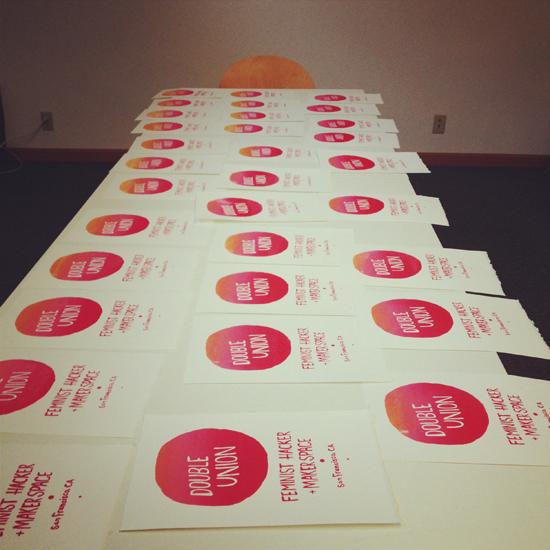 DOUBLE
UNION
FEMINIST HACKER
+ MAKERSPACE
San Francisco, CA